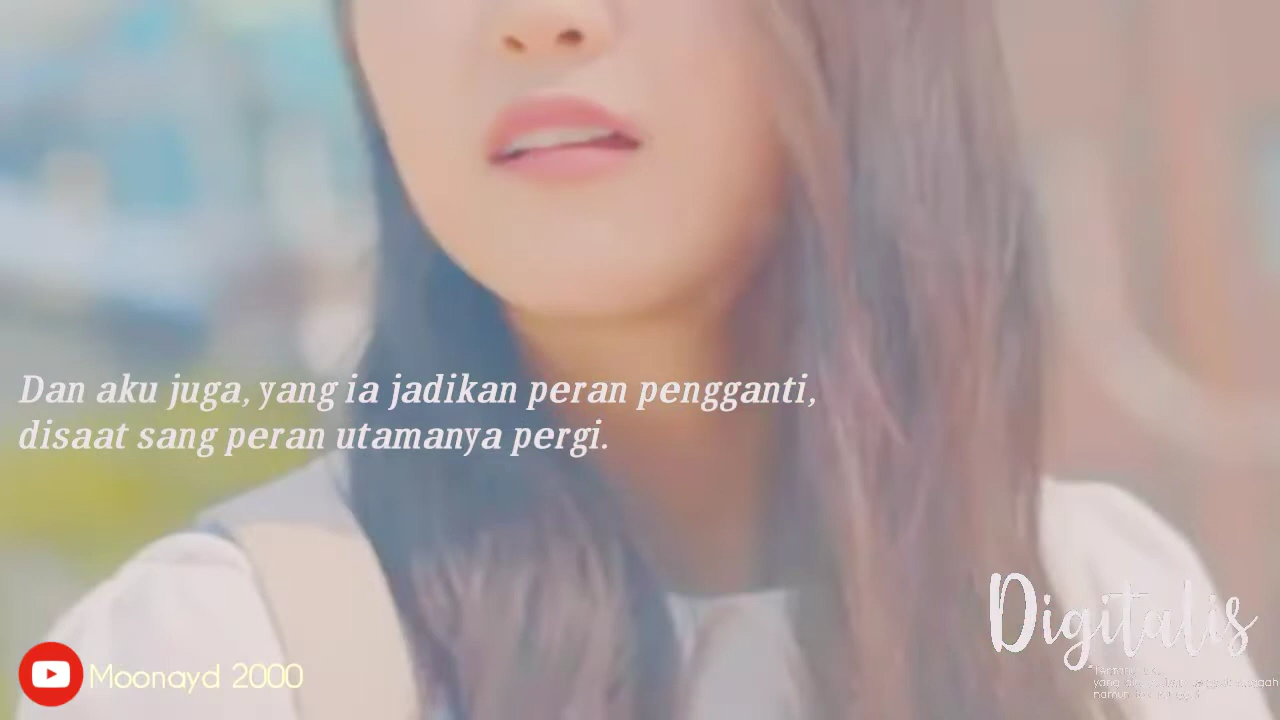 Dan aku juga, yang ia jadikan peran pengganti,
disaat sang peran utamanya pergi.
Digitalis
Moonayd 2000